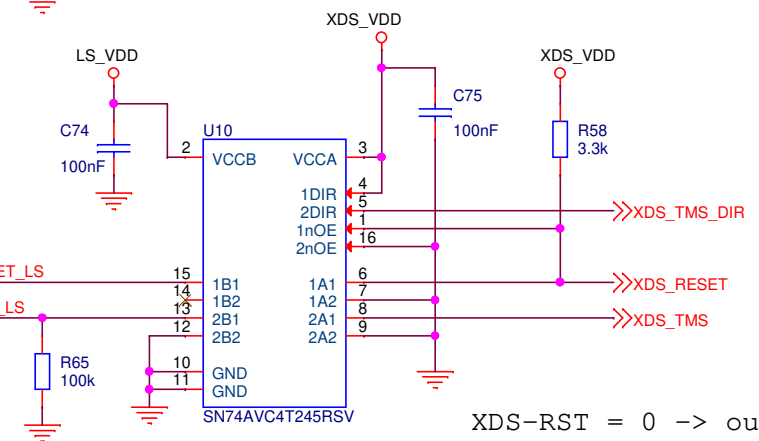 XDS_VDD
LS_VDD
XDS_VDD
C75
100nF
C74
100nF
U10
R58
3.3k
2
VCCB
VCCA
3
1DIR
4
2DIR
5
XDS_TMS_DIR
1nOE
1
2nOE
16
ET_LS
15
1B1
1A1
6
XDS_RESET
14
1B2
1A2
7
_LS
13
2B1
2A1
8
XDS_TMS
12
2B2
2A2
9
R65
100k
10
GND
11
GND
SN74AVC4T245RSV
XDS-RST = 0 -> ou